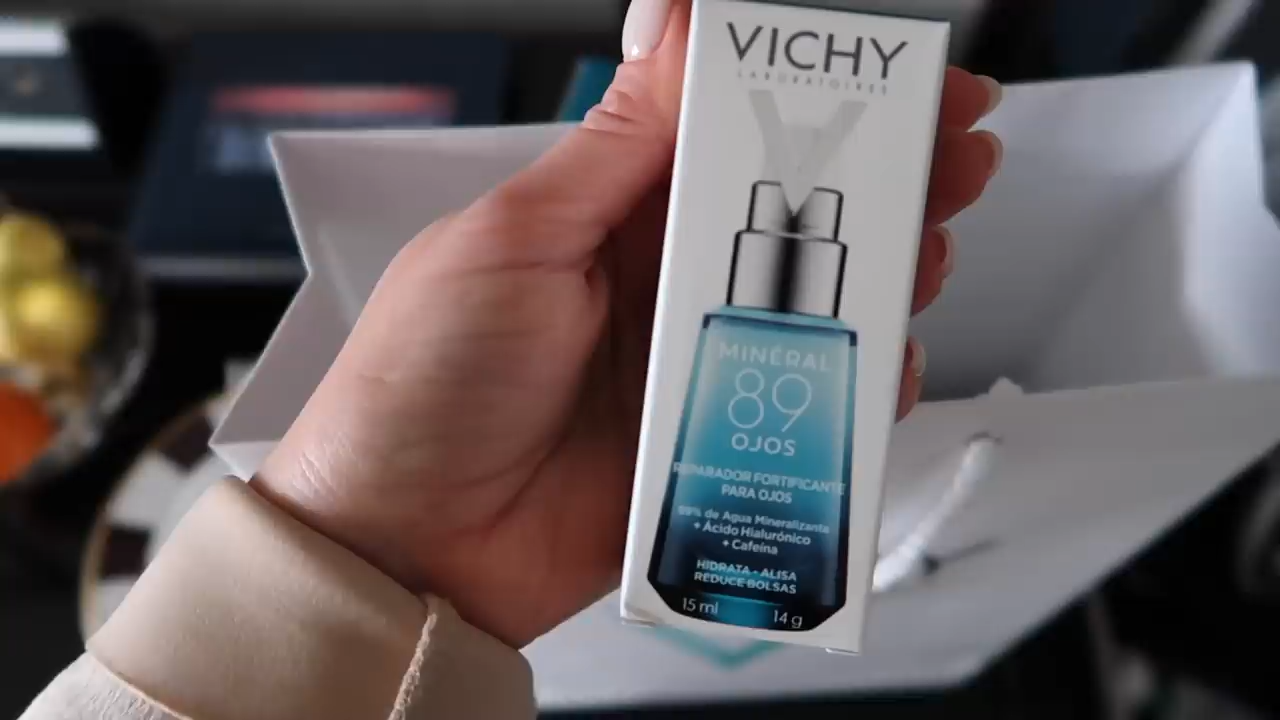 VICHY
LABORATOIRES
MINÉRAL
89
OJOS
REPARADOR FORTIFICANTE
PARA OJOS
89% de Agua Mineralizante
+ Ácido Hialurónico
+ Cafeína
HIDRATA - ALISA
REDUCE BOLSAS
15 ml 14 g